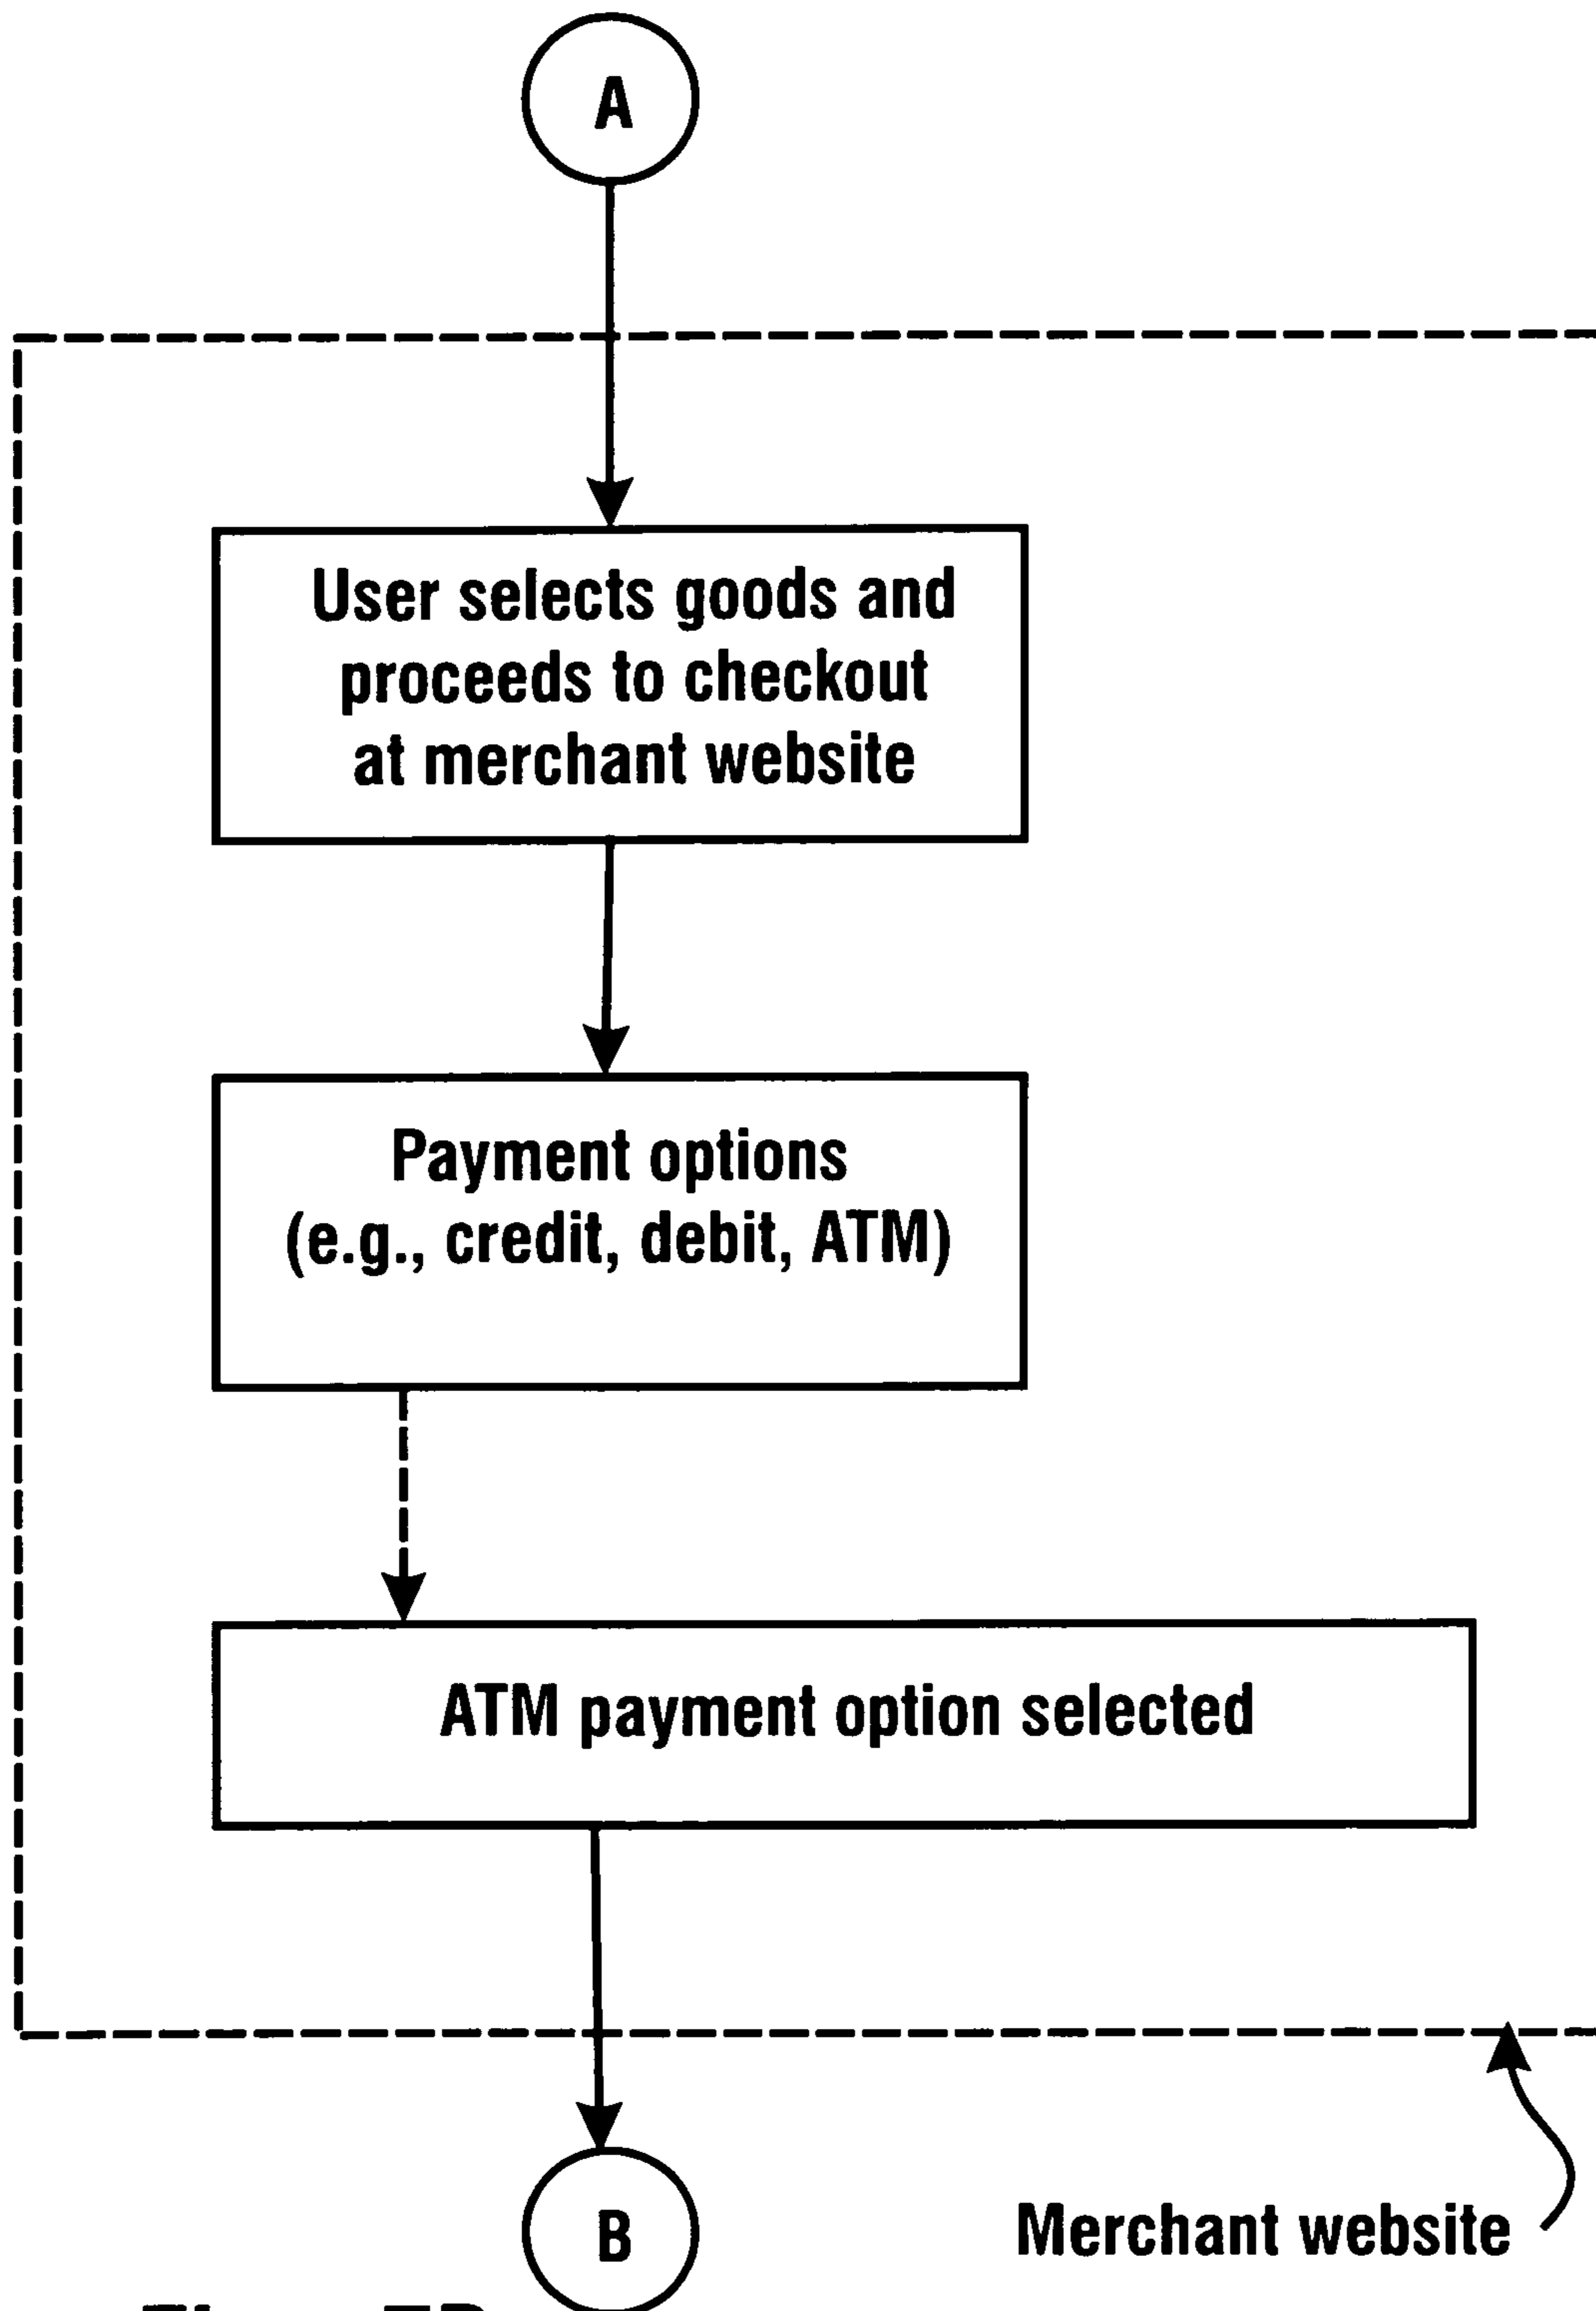 A
User selects goods and
proceeds to checkout
at merchant website
Payment options
(e.g., credit, debit, ATM)
ATM payment option selected
B
Merchant website